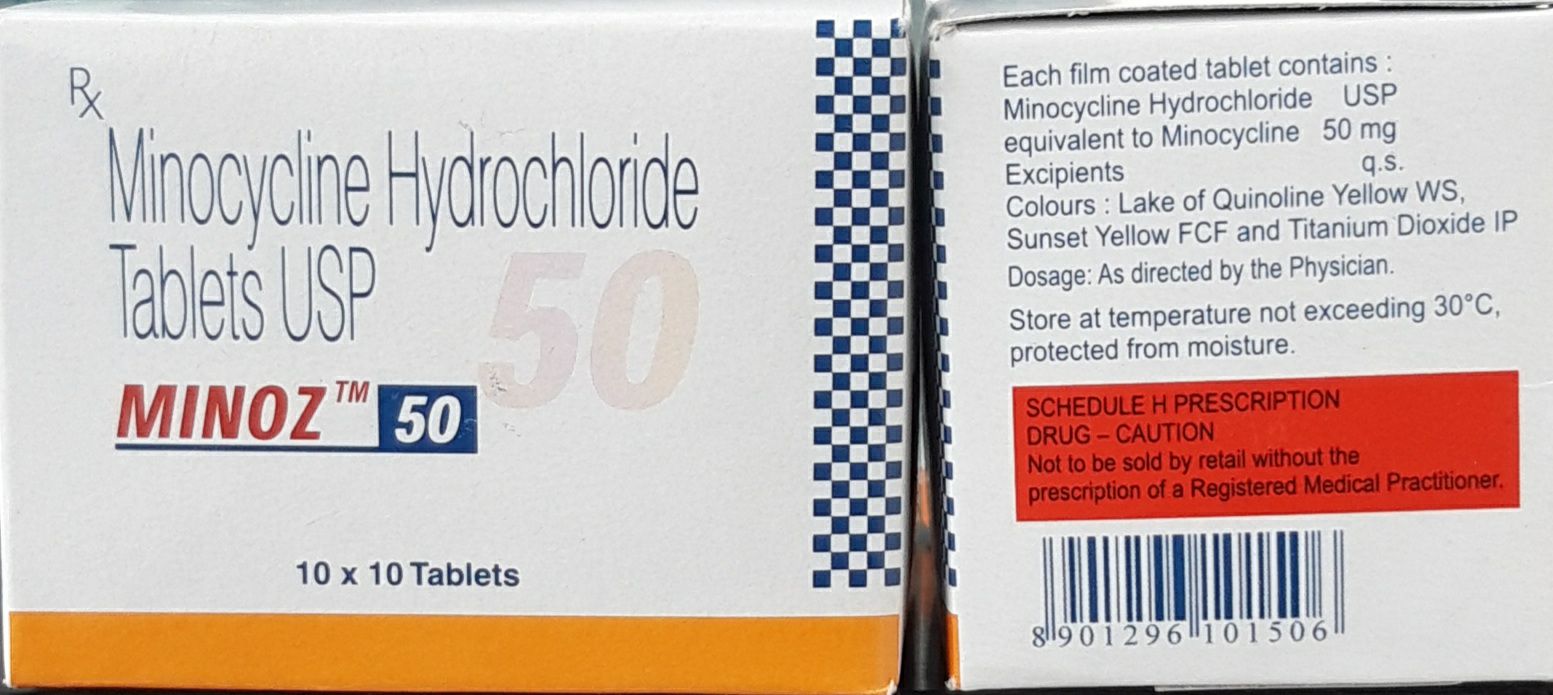 Rx
Minocycline Hydrochloride
Tablets USP
50
MINOZ™ 50
10 x 10 Tablets
Each film coated tablet contains :
Minocycline Hydrochloride USP
equivalent to Minocycline 50 mg
Excipients q.s.
Colours : Lake of Quinoline Yellow WS,
Sunset Yellow FCF and Titanium Dioxide IP
Dosage: As directed by the Physician.
Store at temperature not exceeding 30°C,
protected from moisture.
SCHEDULE H PRESCRIPTION
DRUG – CAUTION
Not to be sold by retail without the
prescription of a Registered Medical Practitioner.
8 901296 101506